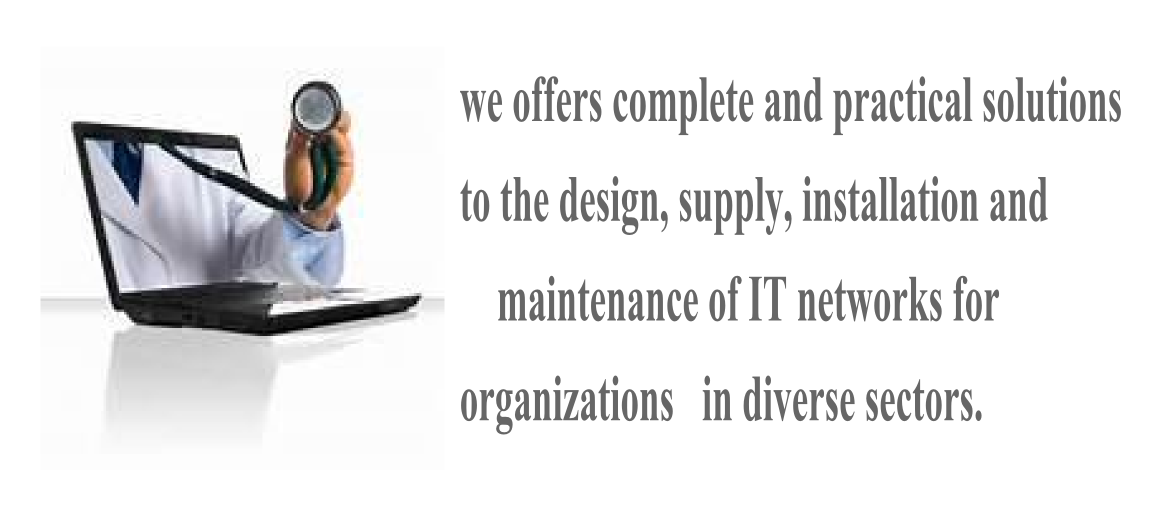 we offers complete and practical solutions
to the design, supply, installation and
maintenance of IT networks for
organizations in diverse sectors.